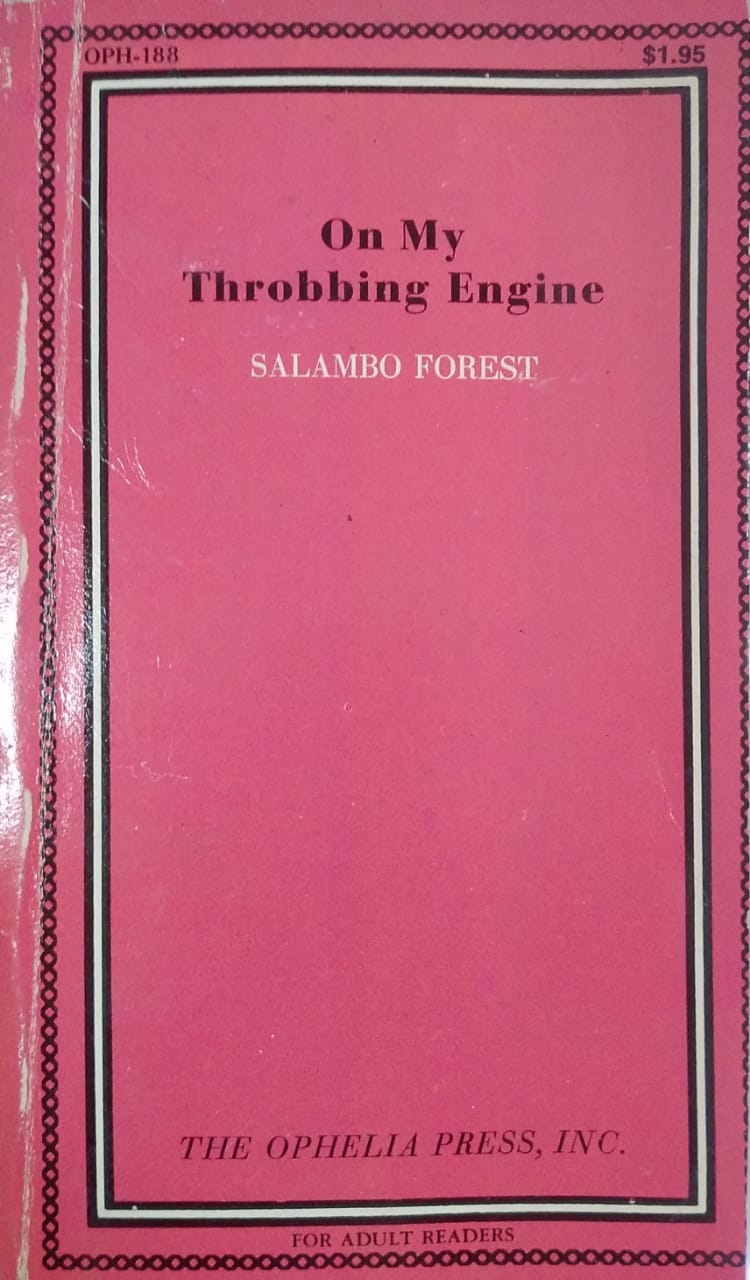 OPH-188
$1.95
On My
Throbbing Engine
SALAMBO FOREST
THE OPHELIA PRESS, INC.
FOR ADULT READERS